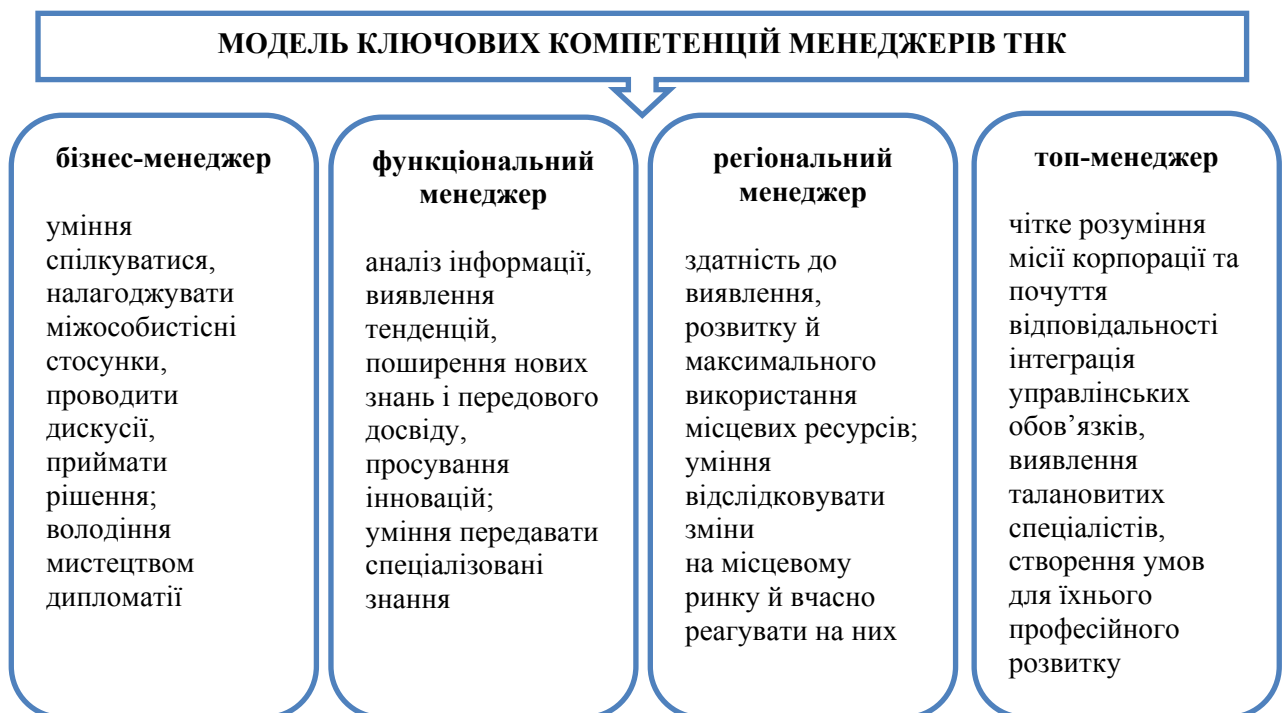 МОДЕЛЬ КЛЮЧОВИХ КОМПЕТЕНЦІЙ МЕНЕДЖЕРІВ ТНК
бізнес-менеджер
уміння
спілкуватися,
налагоджувати
міжособистісні
стосунки,
проводити
дискусії,
приймати
рішення;
володіння
мистецтвом
дипломатії
функціональний
менеджер
аналіз інформації,
виявлення
тенденцій,
поширення нових
знань і передового
досвіду,
просування
інновацій;
уміння передавати
спеціалізовані
знання
регіональний
менеджер
здатність до
виявлення,
розвитку й
максимального
використання
місцевих ресурсів;
уміння
відслідковувати
зміни
на місцевому
ринку й вчасно
реагувати на них
топ-менеджер
чітке розуміння
місії корпорації та
почуття
відповідальності
інтеграція
управлінських
обов’язків,
виявлення
талановитих
спеціалістів,
створення умов
для їхнього
професійного
розвитку